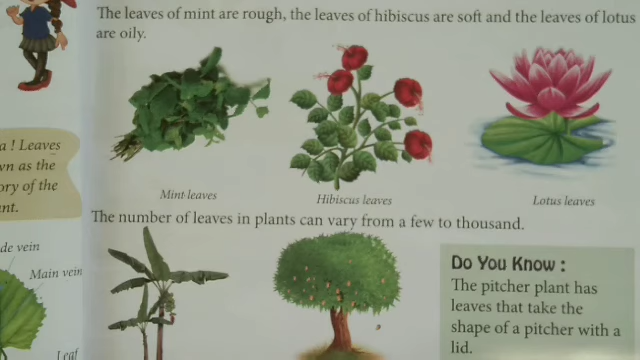 The leaves of mint are rough, the leaves of hibiscus are soft and the leaves of lotus
are oily.
Mint leaves
Hibiscus leaves
Lotus leaves
The number of leaves in plants can vary from a few to thousand.
Do You Know :
The pitcher plant has
leaves that take the
shape of a pitcher with a
lid.
a ! Leaves
wn as the
ory of the
nt.
de vein
Main vein
Leaf